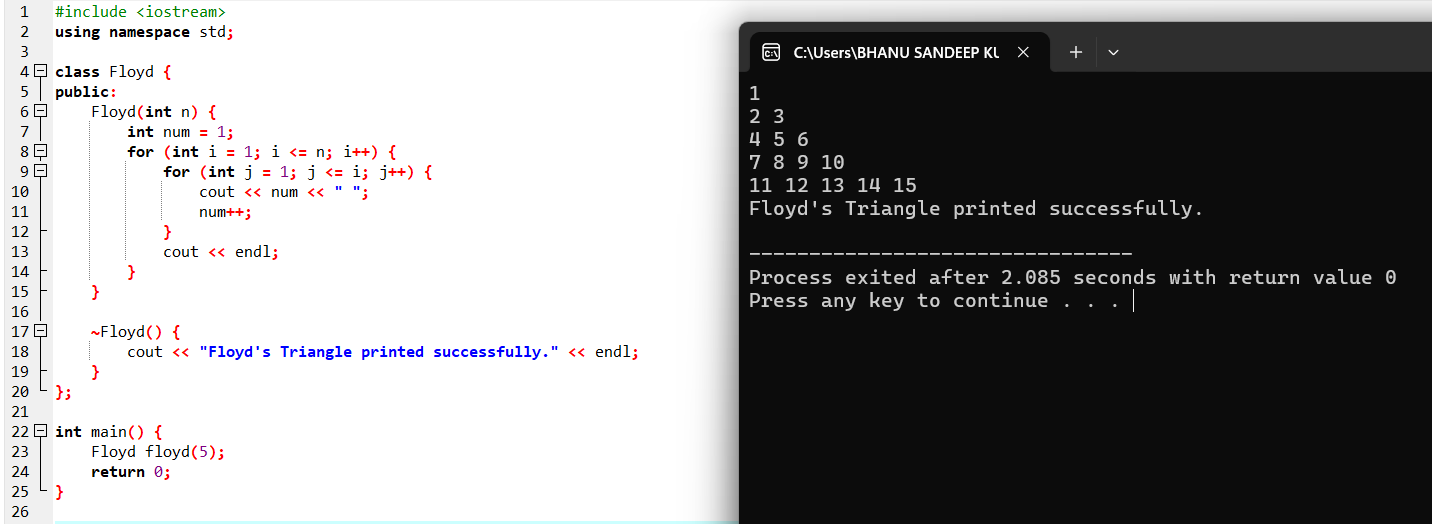 1 #include <iostream>
2 using namespace std;
3
4 class Floyd {
5 public:
6     Floyd(int n) {
7         int num = 1;
8         for (int i = 1; i <= n; i++) {
9             for (int j = 1; j <= i; j++) {
10                 cout << num << " ";
11                 num++;
12             }
13             cout << endl;
14         }
15     }
16
17     ~Floyd() {
18         cout << "Floyd's Triangle printed successfully." << endl;
19     }
20 };
21
22 int main() {
23     Floyd floyd(5);
24     return 0;
25 }
26
C:\Users\BHANU SANDEEP
1
2 3
4 5 6
7 8 9 10
11 12 13 14 15
Floyd's Triangle printed successfully.

--------------------------------
Process exited after 2.085 seconds with return value 0
Press any key to continue . . .